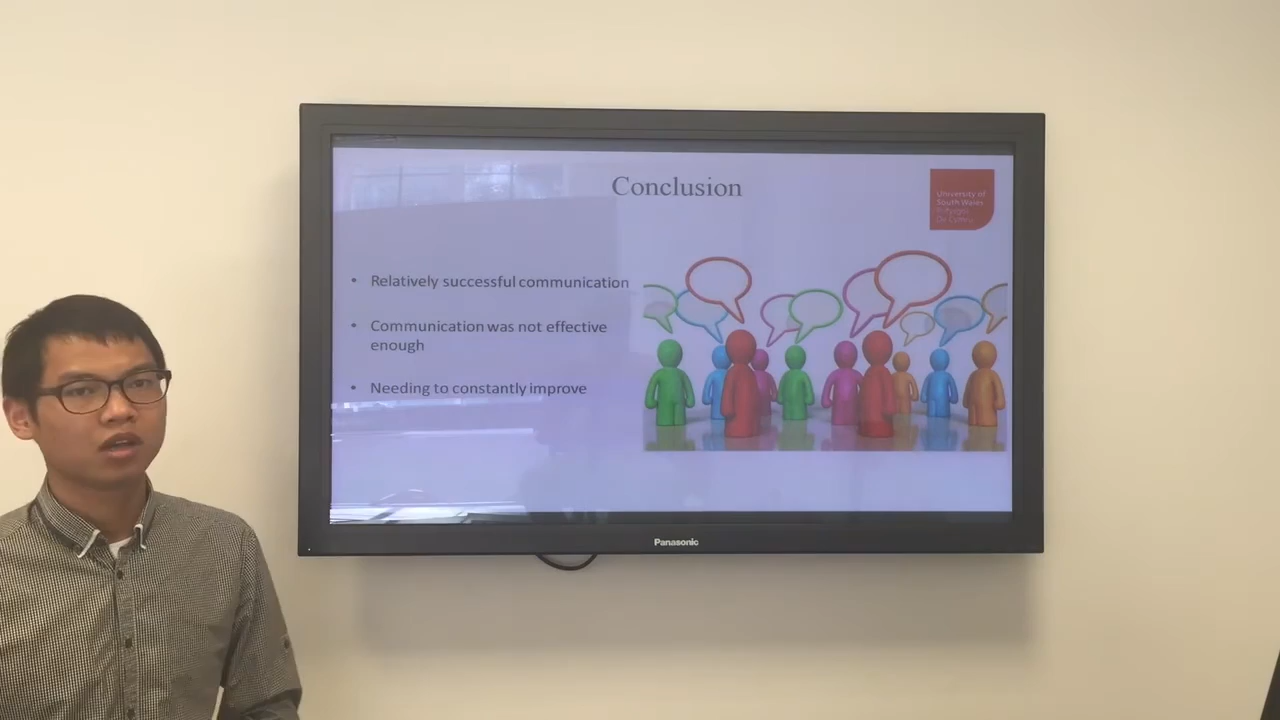 Conclusion
University of
South Wales
• Relatively successful communication
• Communication was not effective
enough
• Needing to constantly improve
Panasonic